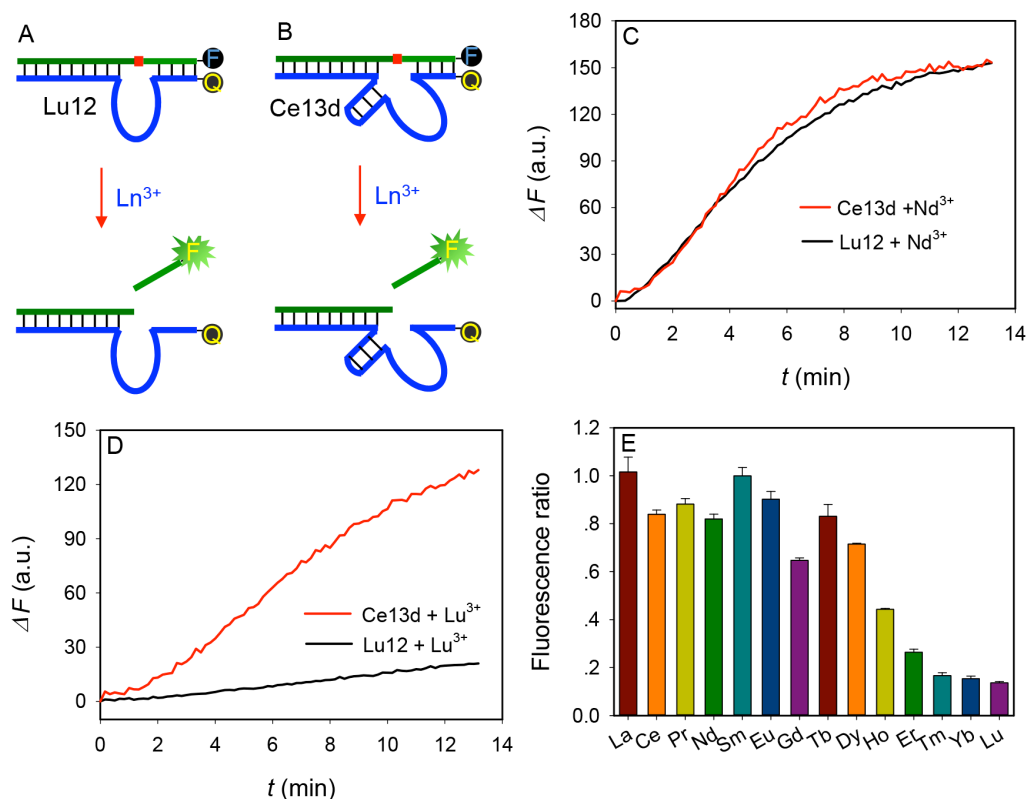 A
F
Q
Lu12
Ln3+
F
Q
B
F
Q
Ce13d
Ln3+
F
Q
C
180
150
120
90
60
30
0
ΔF (a.u.)
Ce13d +Nd3+
Lu12 + Nd3+
0 2 4 6 8 10 12 14
t (min)
D
150
120
90
60
30
0
ΔF (a.u.)
Ce13d + Lu3+
Lu12 + Lu3+
0 2 4 6 8 10 12 14
t (min)
E
1.2
1.0
.8
.6
.4
.2
0.0
Fluorescence ratio
La Ce Pr Nd Sm Eu Gd Tb Dy Ho Er Tm Yb Lu